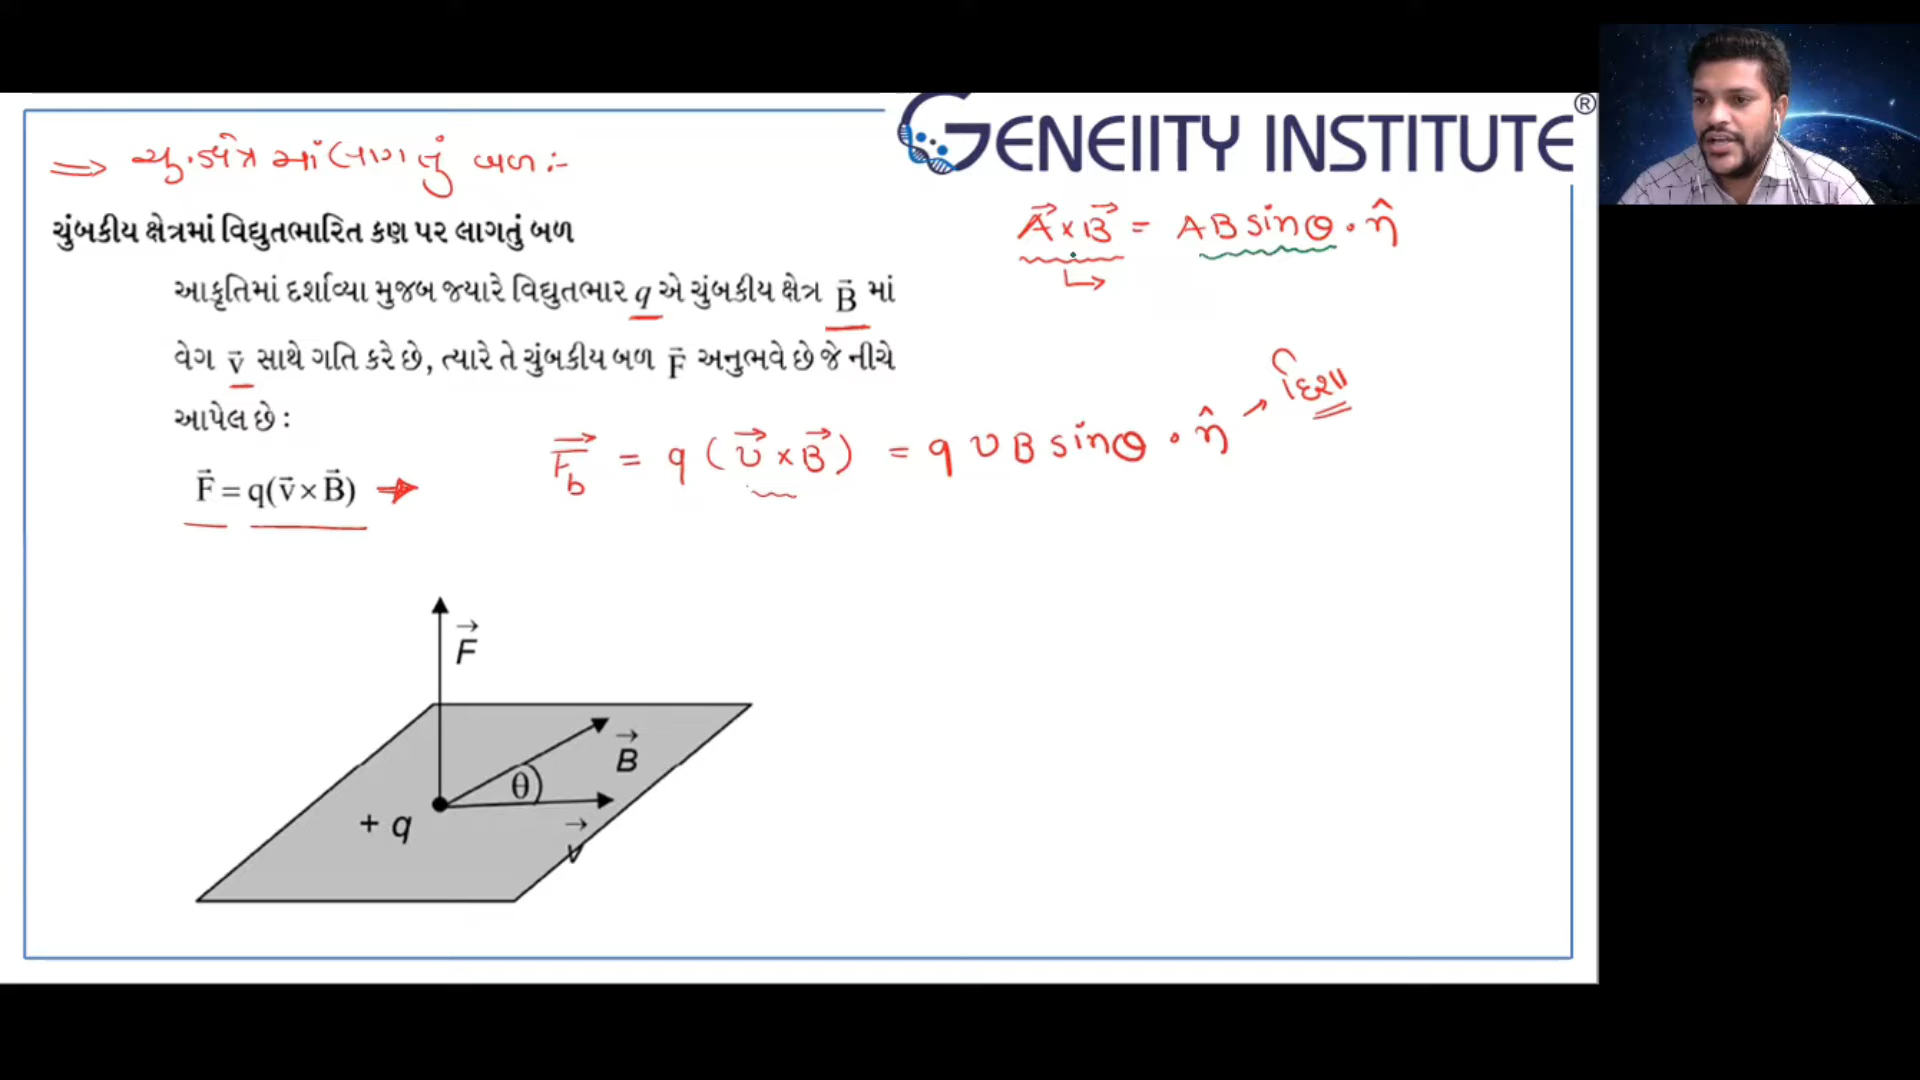 GENEIITY INSTITUTE®
⇒ ચુ.ક્ષેત્ર માં લાગતું બળ :-
ચુંબકીય ક્ષેત્રમાં વિદ્યુતભારિત કણ પર લાગતું બળ
A⃗ × B⃗ = AB sinθ · n̂
આકૃતિમાં દર્શાવ્યા મુજબ જ્યારે વિદ્યુતભાર q એ ચુંબકીય ક્ષેત્ર B⃗ માં
વેગ v⃗ સાથે ગતિ કરે છે, ત્યારે તે ચુંબકીય બળ F⃗ અનુભવે છે જે નીચે
આપેલ છે :
F⃗_b = q (v⃗ × B⃗) = q v B sinθ · n̂ → દિશા
F⃗ = q(v⃗ × B⃗)
F⃗
B⃗
θ
+ q
v⃗